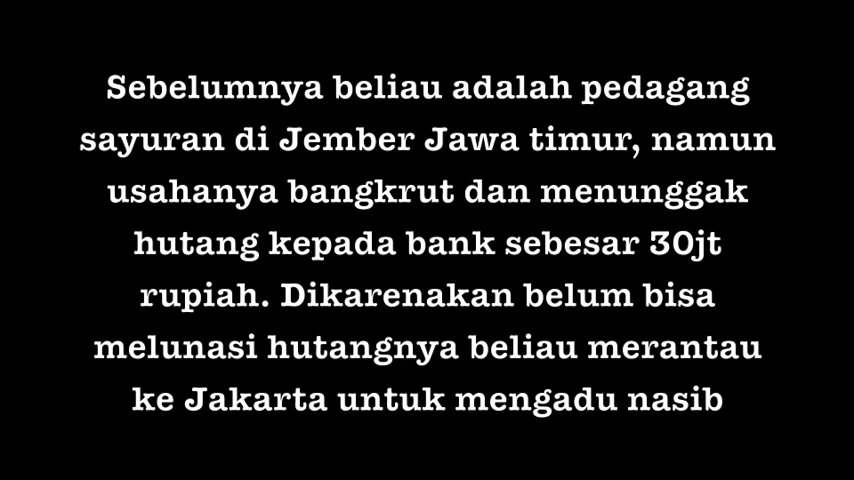 Sebelumnya beliau adalah pedagang
sayuran di Jember Jawa timur, namun
usahanya bangkrut dan menunggak
hutang kepada bank sebesar 30jt
rupiah. Dikarenakan belum bisa
melunasi hutangnya beliau merantau
ke Jakarta untuk mengadu nasib